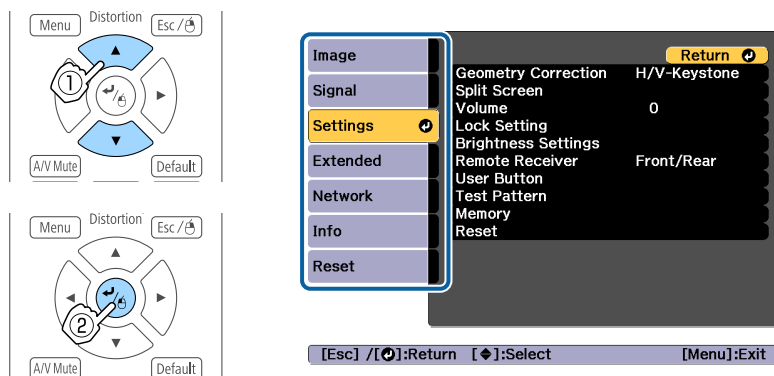 Menu
Distortion
Esc /
1
A/V Mute
Default
Menu
Distortion
Esc /
2
A/V Mute
Default
Image
Signal
Settings
Extended
Network
Info
Reset
Return
Geometry Correction H/V-Keystone
Split Screen
Volume 0
Lock Setting
Brightness Settings
Remote Receiver Front/Rear
User Button
Test Pattern
Memory
Reset
[Esc] /[ ]:Return [ ]:Select [Menu]:Exit